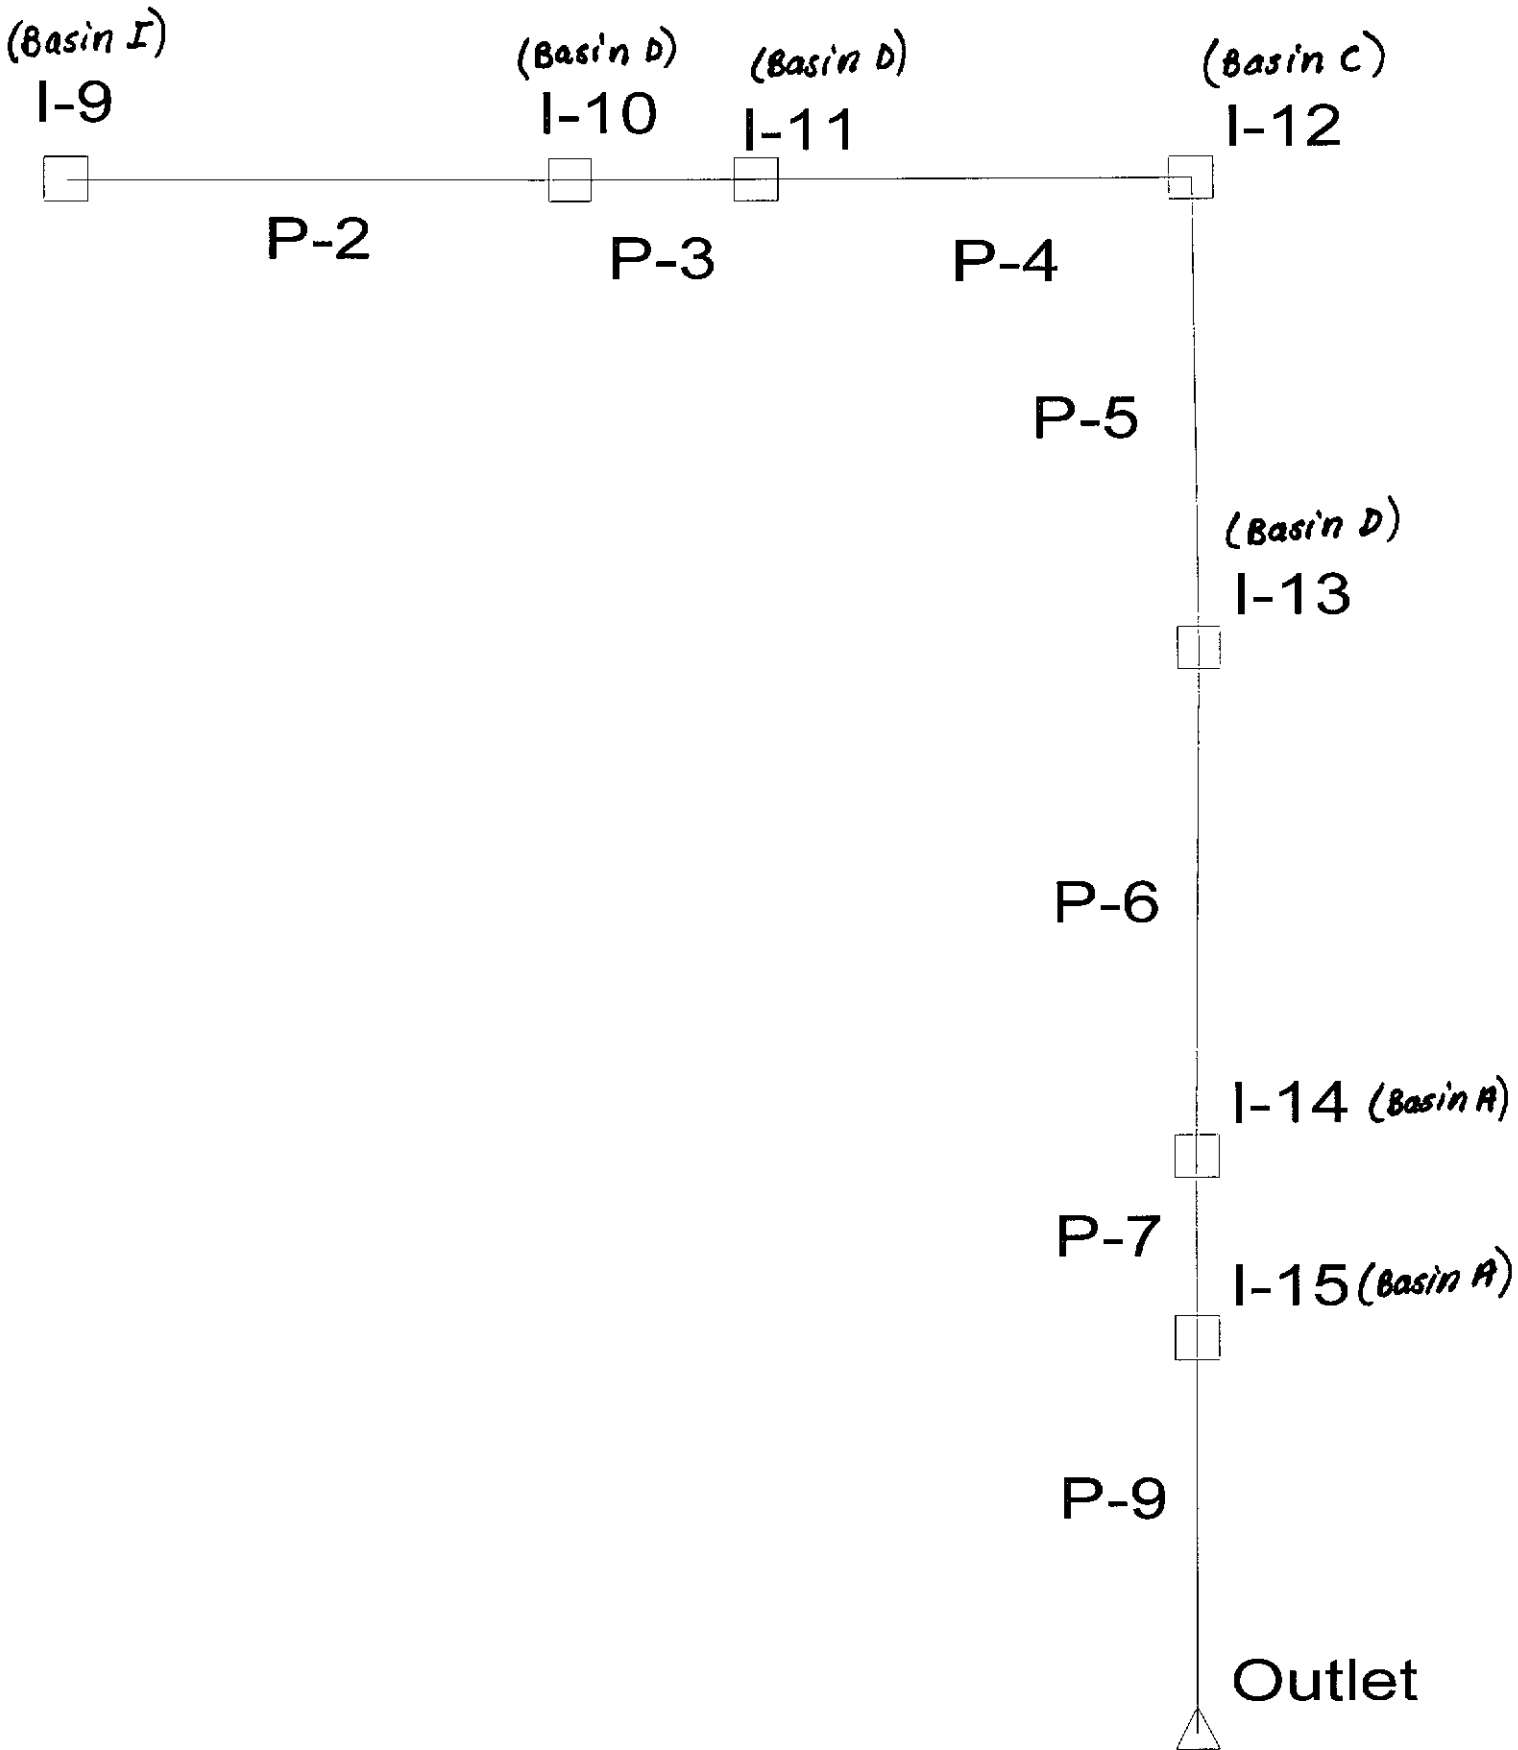 (Basin I)
I-9
(Basin D)
I-10
(Basin D)
I-11
(Basin C)
I-12
P-2
P-3
P-4
P-5
(Basin D)
I-13
P-6
I-14 (Basin A)
P-7
I-15 (Basin A)
P-9
Outlet